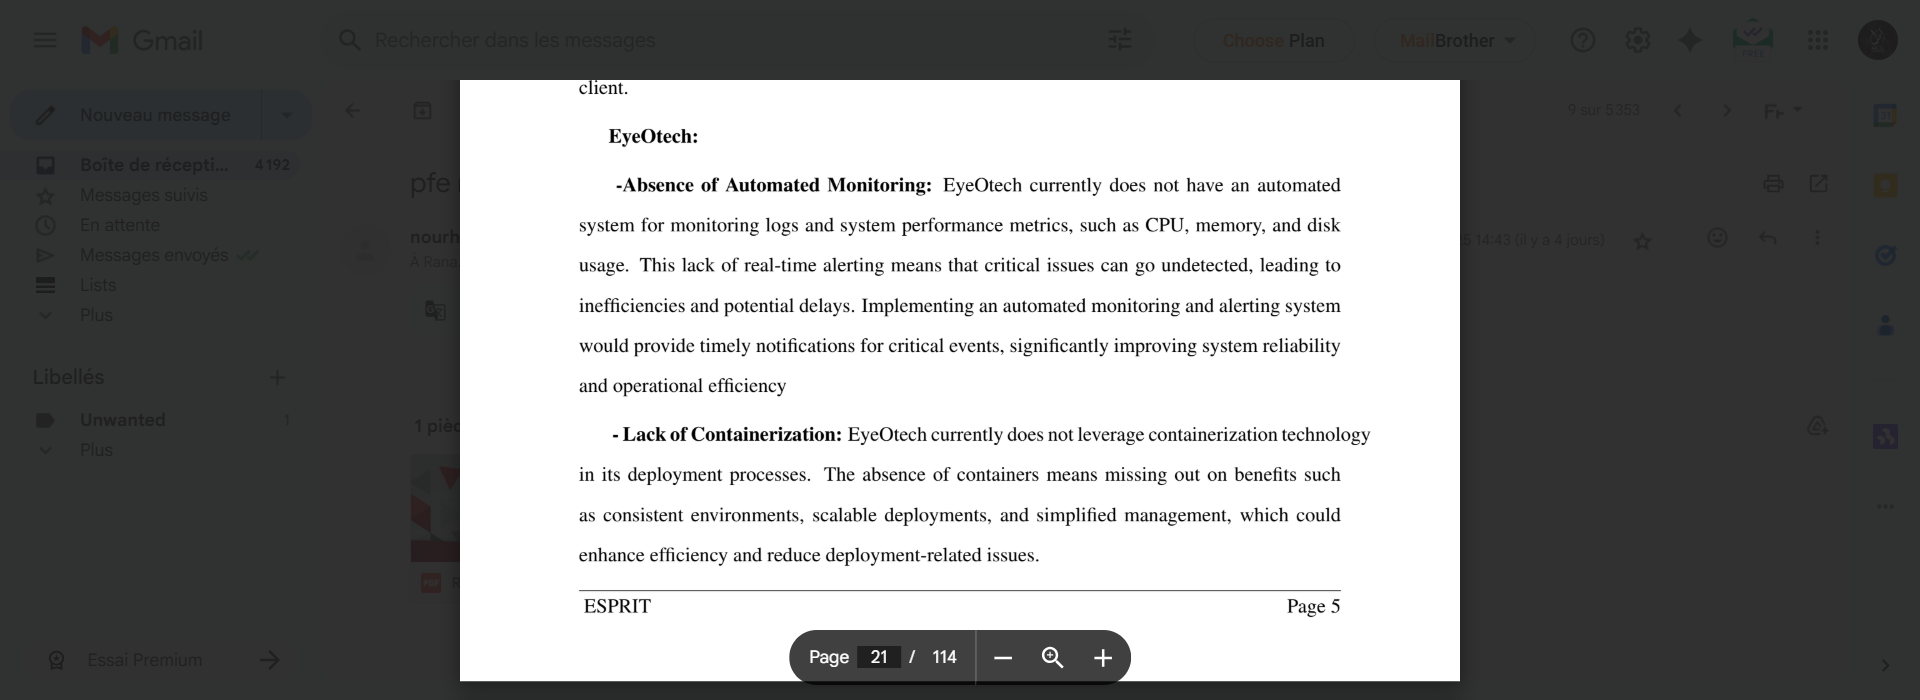 Gmail
Rechercher dans les messages
Choose Plan
MailBrother
FREE
Nouveau message
9 sur 5 353
Fr
Boîte de récepti... 4 192
Messages suivis
En attente
Messages envoyés
Lists
Plus
Libellés
Unwanted 1
Plus
Essai Premium
pfe
nourh
À Rana
14:43 (il y a 4 jours)
1 pièc
PDF
client.
EyeOtech:
-Absence of Automated Monitoring: EyeOtech currently does not have an automated
system for monitoring logs and system performance metrics, such as CPU, memory, and disk
usage. This lack of real-time alerting means that critical issues can go undetected, leading to
inefficiencies and potential delays. Implementing an automated monitoring and alerting system
would provide timely notifications for critical events, significantly improving system reliability
and operational efficiency
- Lack of Containerization: EyeOtech currently does not leverage containerization technology
in its deployment processes. The absence of containers means missing out on benefits such
as consistent environments, scalable deployments, and simplified management, which could
enhance efficiency and reduce deployment-related issues.
ESPRIT Page 5
Page 21 / 114